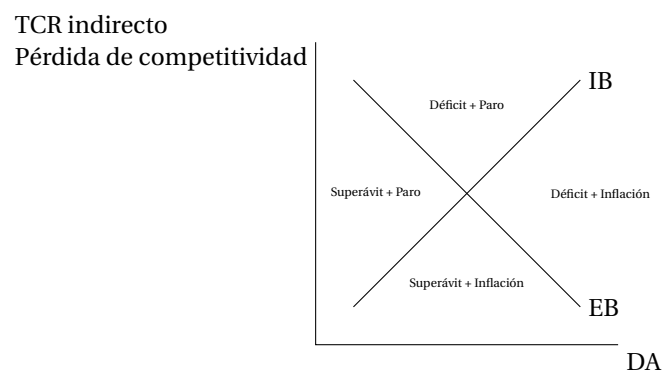 TCR indirecto
Pérdida de competitividad
IB
Déficit + Paro
Superávit + Paro
Déficit + Inflación
Superávit + Inflación
EB
DA